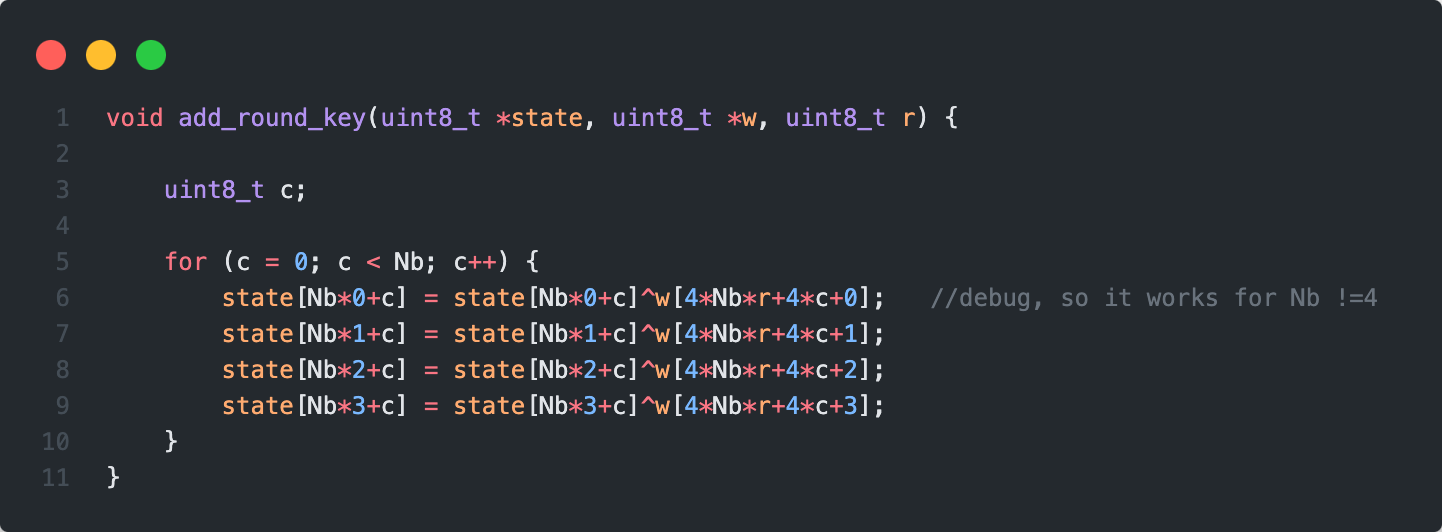 1 void add_round_key(uint8_t *state, uint8_t *w, uint8_t r) {
2
3     uint8_t c;
4
5     for (c = 0; c < Nb; c++) {
6         state[Nb*0+c] = state[Nb*0+c]^w[4*Nb*r+4*c+0];   //debug, so it works for Nb !=4
7         state[Nb*1+c] = state[Nb*1+c]^w[4*Nb*r+4*c+1];
8         state[Nb*2+c] = state[Nb*2+c]^w[4*Nb*r+4*c+2];
9         state[Nb*3+c] = state[Nb*3+c]^w[4*Nb*r+4*c+3];
10     }
11 }